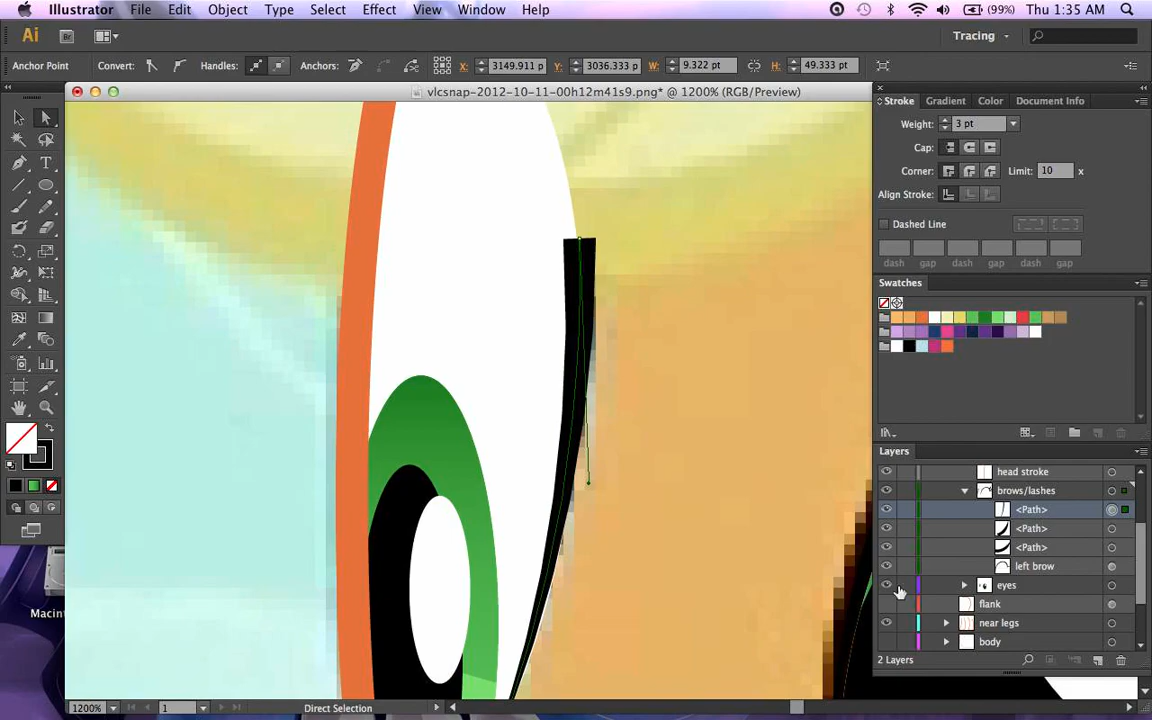 Illustrator File Edit Object Type Select Effect View Window Help (99%) Thu 1:35 AM
Ai Br Tracing
Anchor Point Convert: Handles: Anchors: X: 3149.911 p Y: 3036.333 p W: 9.322 pt H: 49.333 pt
vlcsnap-2012-10-11-00h12m41s9.png* @ 1200% (RGB/Preview)
Stroke Gradient Color Document Info
Weight: 3 pt
Cap:
Corner: Limit: 10 x
Align Stroke:
Dashed Line
dash gap dash gap dash gap
Swatches
Layers
head stroke
brows/lashes
<Path>
<Path>
<Path>
left brow
eyes
flank
near legs
body
2 Layers
Macint
1200% 1 Direct Selection